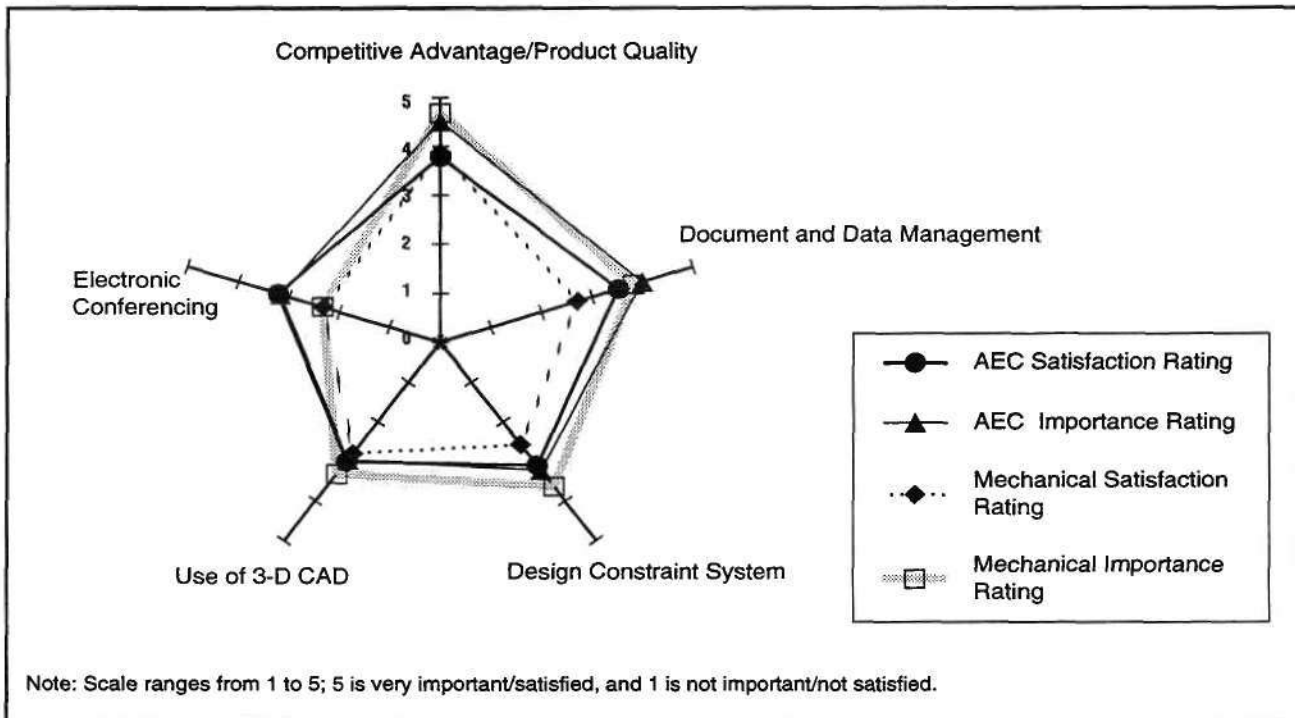 Competitive Advantage/Product Quality
5
4
3
2
1
0
Document and Data Management
Electronic
Conferencing
Use of 3-D CAD
Design Constraint System
AEC Satisfaction Rating
AEC Importance Rating
Mechanical Satisfaction
Rating
Mechanical Importance
Rating
Note: Scale ranges from 1 to 5; 5 is very important/satisfied, and 1 is not important/not satisfied.